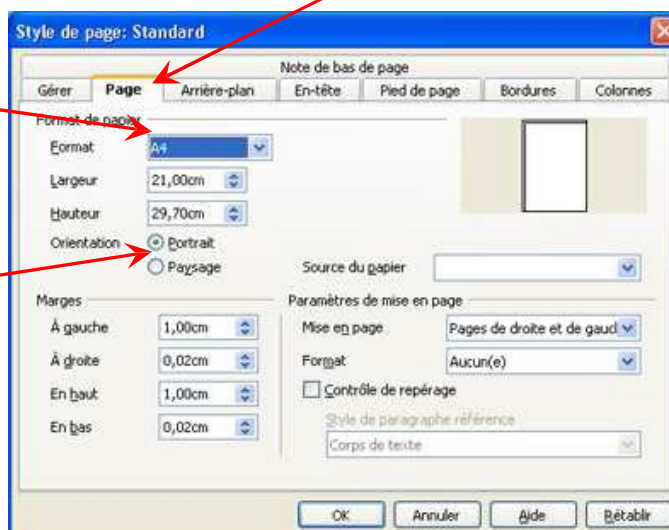 Style de page: Standard
Note de bas de page
Gérer Page Arrière-plan En-tête Pied de page Bordures Colonnes
Format de papier
Format A4
Largeur 21,00cm
Hauteur 29,70cm
Orientation Portrait
Paysage Source du papier
Marges Paramètres de mise en page
À gauche 1,00cm Mise en page Pages de droite et de gaucl
À droite 0,02cm Format Aucun(e)
En haut 1,00cm Contrôle de repérage
En bas 0,02cm Style de paragraphe référence
Corps de texte
OK Annuler Aide Rétablir